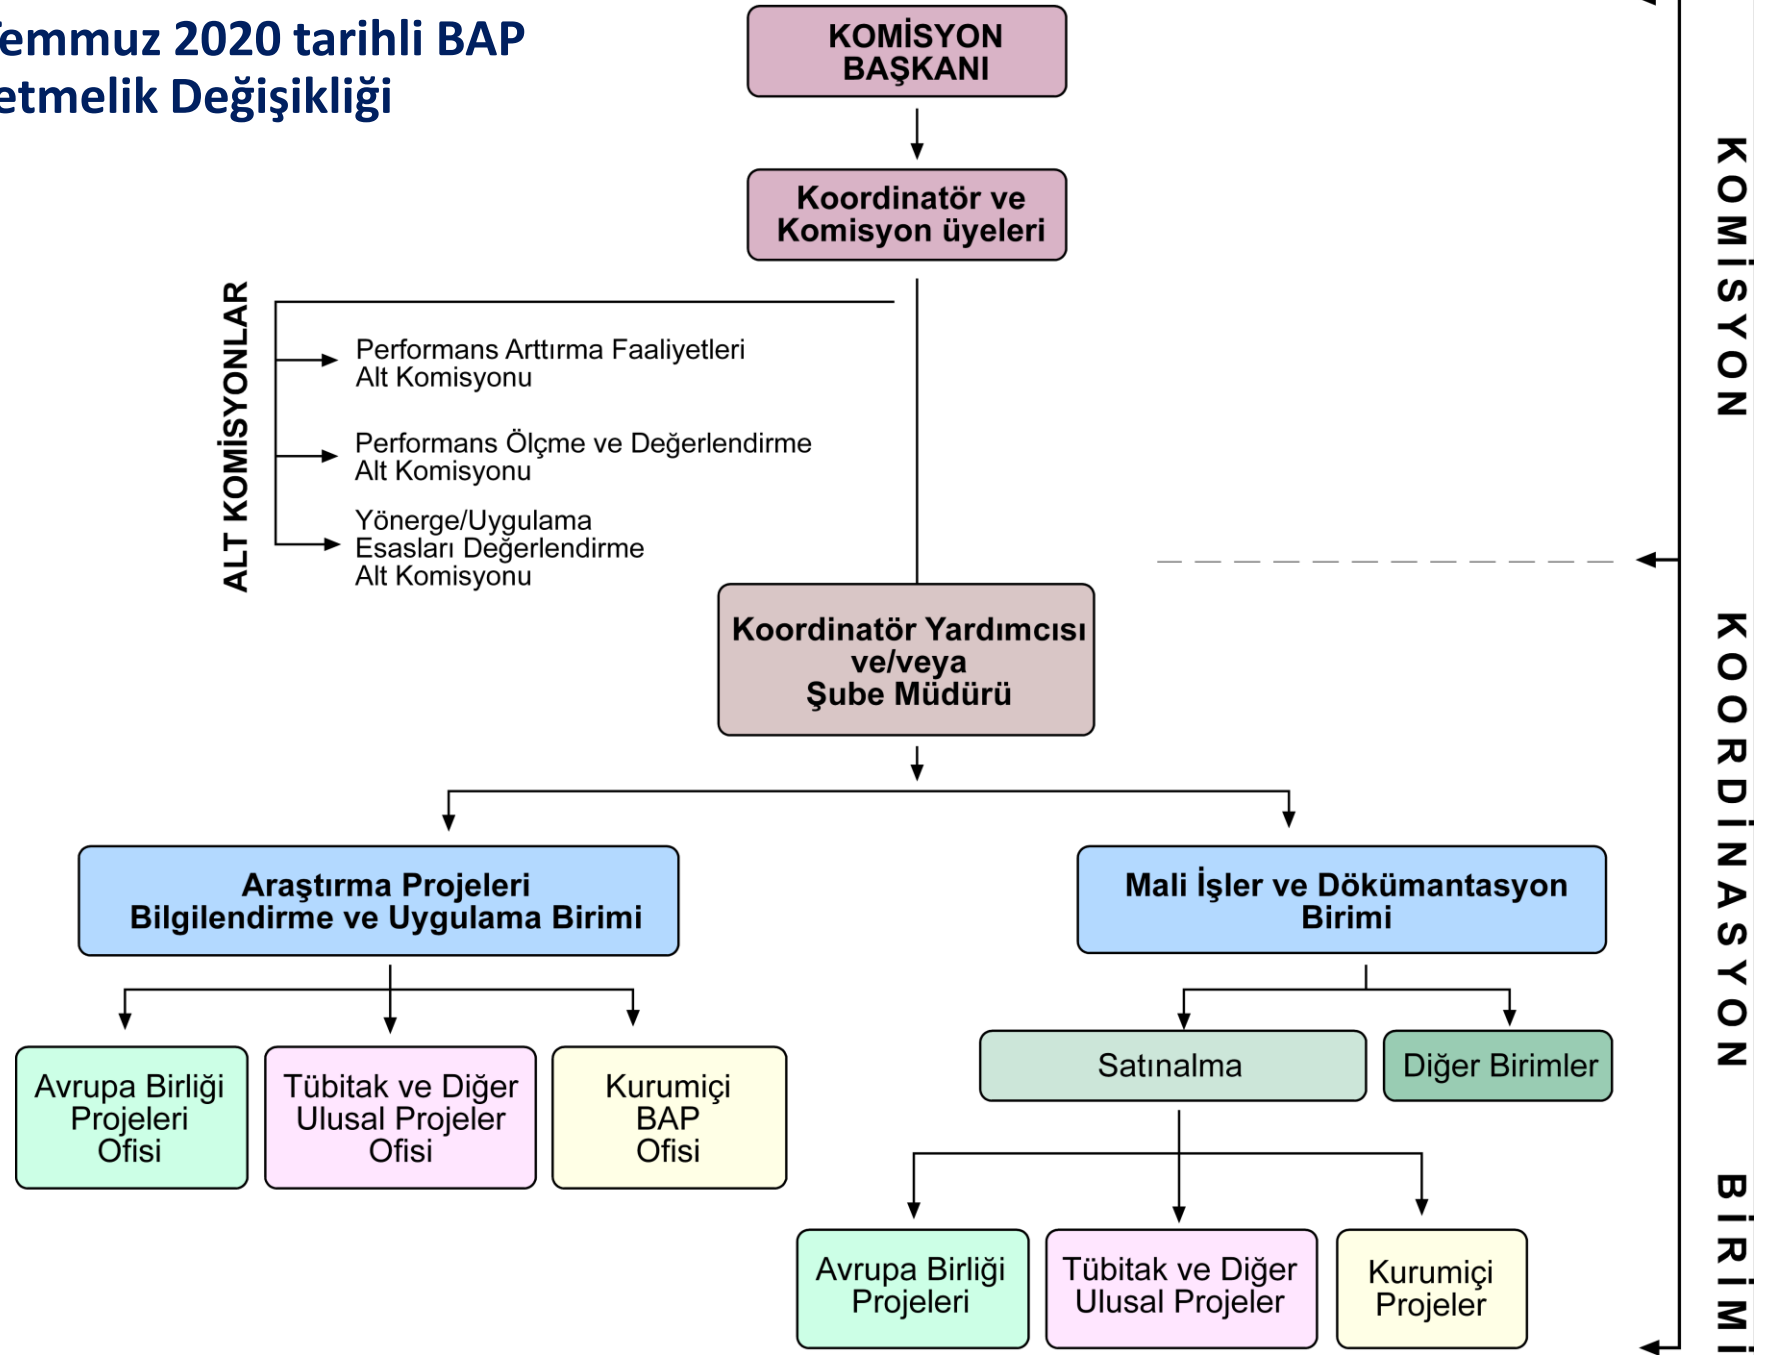 Temmuz 2020 tarihli BAP
etmelik Değişikliği
KOMİSYON
BAŞKANI
Koordinatör ve
Komisyon üyeleri
ALT KOMİSYONLAR
Performans Arttırma Faaliyetleri
Alt Komisyonu
Performans Ölçme ve Değerlendirme
Alt Komisyonu
Yönerge/Uygulama
Esasları Değerlendirme
Alt Komisyonu
KOMİSYON
Koordinatör Yardımcısı
ve/veya
Şube Müdürü
Araştırma Projeleri
Bilgilendirme ve Uygulama Birimi
Mali İşler ve Dökümantasyon
Birimi
Avrupa Birliği
Projeleri
Ofisi
Tübitak ve Diğer
Ulusal Projeler
Ofisi
Kurumiçi
BAP
Ofisi
Satınalma
Diğer Birimler
Avrupa Birliği
Projeleri
Tübitak ve Diğer
Ulusal Projeler
Kurumiçi
Projeler
KOORDİNASYON BİRİMİ